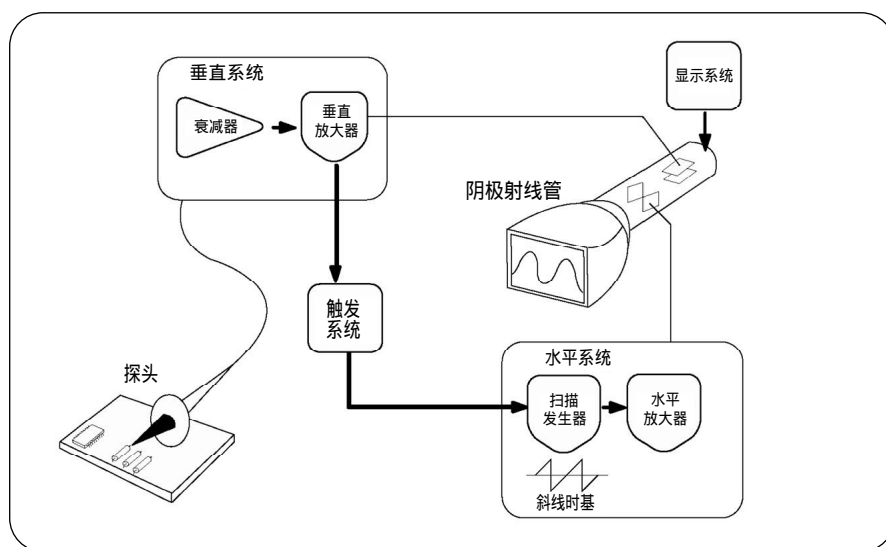 垂直系统
显示系统
衰减器
垂直
放大器
阴极射线管
触发
系统
水平系统
探头
扫描
发生器
水平
放大器
斜线时基